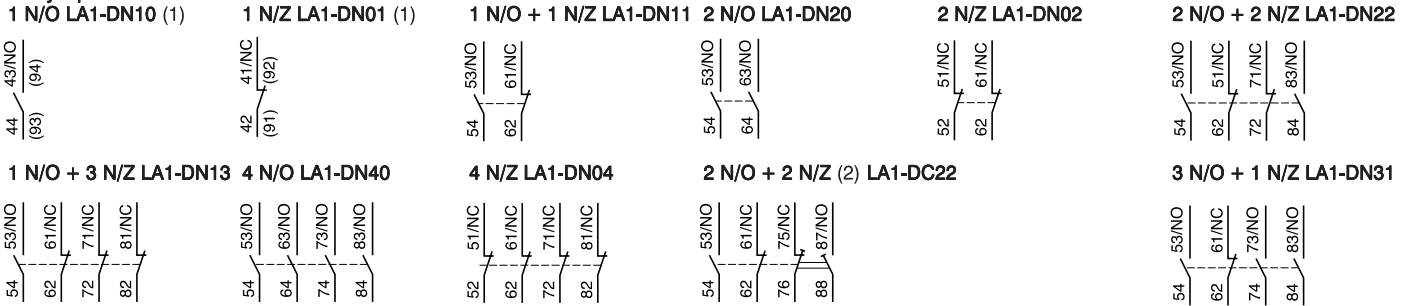 1 N/O LA1-DN10 (1)
43/NO
(94)
44
(93)
1 N/Z LA1-DN01 (1)
41/NC
(92)
42
(91)
1 N/O + 1 N/Z LA1-DN11
53/NO
61/NC
54
62
2 N/O LA1-DN20
53/NO
63/NO
54
64
2 N/Z LA1-DN02
51/NC
61/NC
52
62
2 N/O + 2 N/Z LA1-DN22
53/NO
51/NC
71/NC
83/NO
54
62
72
84
1 N/O + 3 N/Z LA1-DN13
53/NO
61/NC
71/NC
81/NC
54
62
72
82
4 N/O LA1-DN40
53/NO
63/NO
73/NO
83/NO
54
64
74
84
4 N/Z LA1-DN04
51/NC
61/NC
71/NC
81/NC
52
62
72
82
2 N/O + 2 N/Z (2) LA1-DC22
53/NO
61/NC
75/NC
87/NO
54
62
76
88
3 N/O + 1 N/Z LA1-DN31
53/NO
61/NC
73/NO
83/NO
54
62
74
84